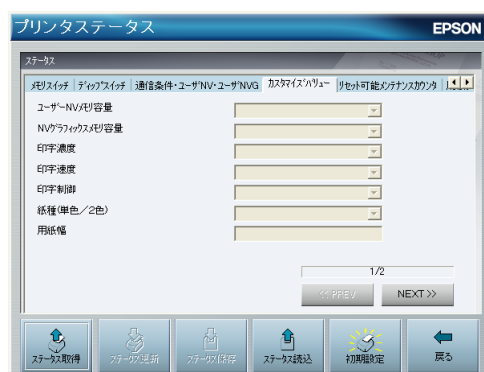 プリンタステータス
EPSON
ステータス
メモリスイッチ ディップスイッチ 通信条件・ユーザNV・ユーザNVG カスタマイズバリュー リセット可能メンテナンスカウンタ
ユーザーNVメモリ容量
NVグラフィックスメモリ容量
印字濃度
印字速度
印字制御
紙種(単色／2色)
用紙幅
1/2
<< PREV NEXT >>
ステータス取得 ステータス更新 ステータス保存 ステータス読込 初期設定 戻る